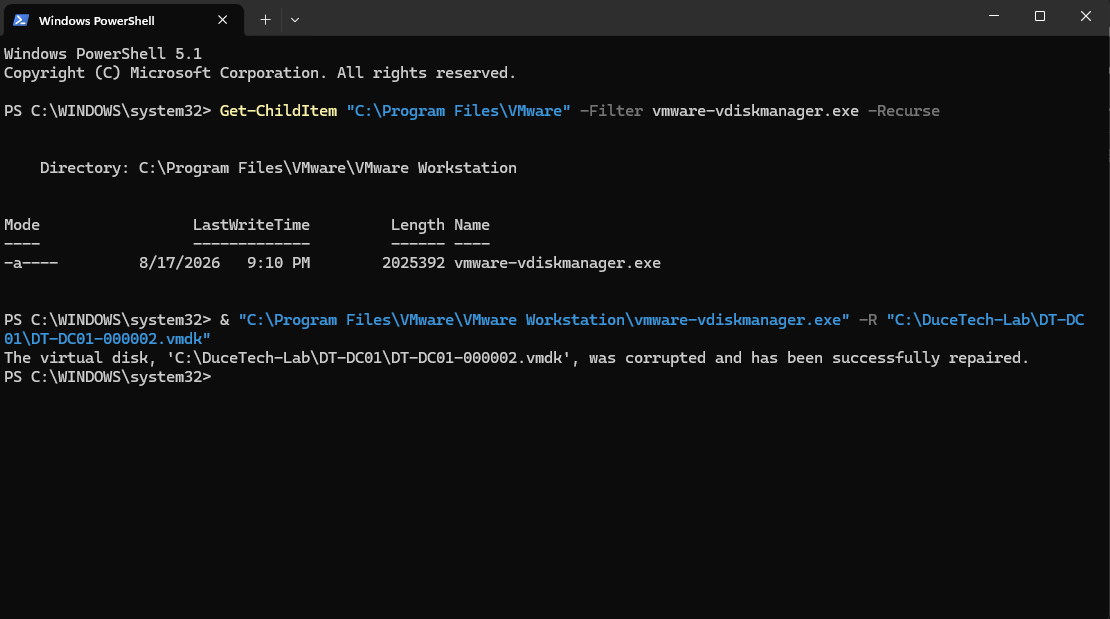 Windows PowerShell
Windows PowerShell 5.1
Copyright (C) Microsoft Corporation. All rights reserved.
PS C:\WINDOWS\system32> Get-ChildItem "C:\Program Files\VMware" -Filter vmware-vdiskmanager.exe -Recurse
    Directory: C:\Program Files\VMware\VMware Workstation
Mode                 LastWriteTime         Length Name
----                 -------------         ------ ----
-a----         8/17/2026   9:10 PM        2025392 vmware-vdiskmanager.exe
PS C:\WINDOWS\system32> & "C:\Program Files\VMware\VMware Workstation\vmware-vdiskmanager.exe" -R "C:\DuceTech-Lab\DT-DC
01\DT-DC01-000002.vmdk"
The virtual disk, 'C:\DuceTech-Lab\DT-DC01\DT-DC01-000002.vmdk', was corrupted and has been successfully repaired.
PS C:\WINDOWS\system32>